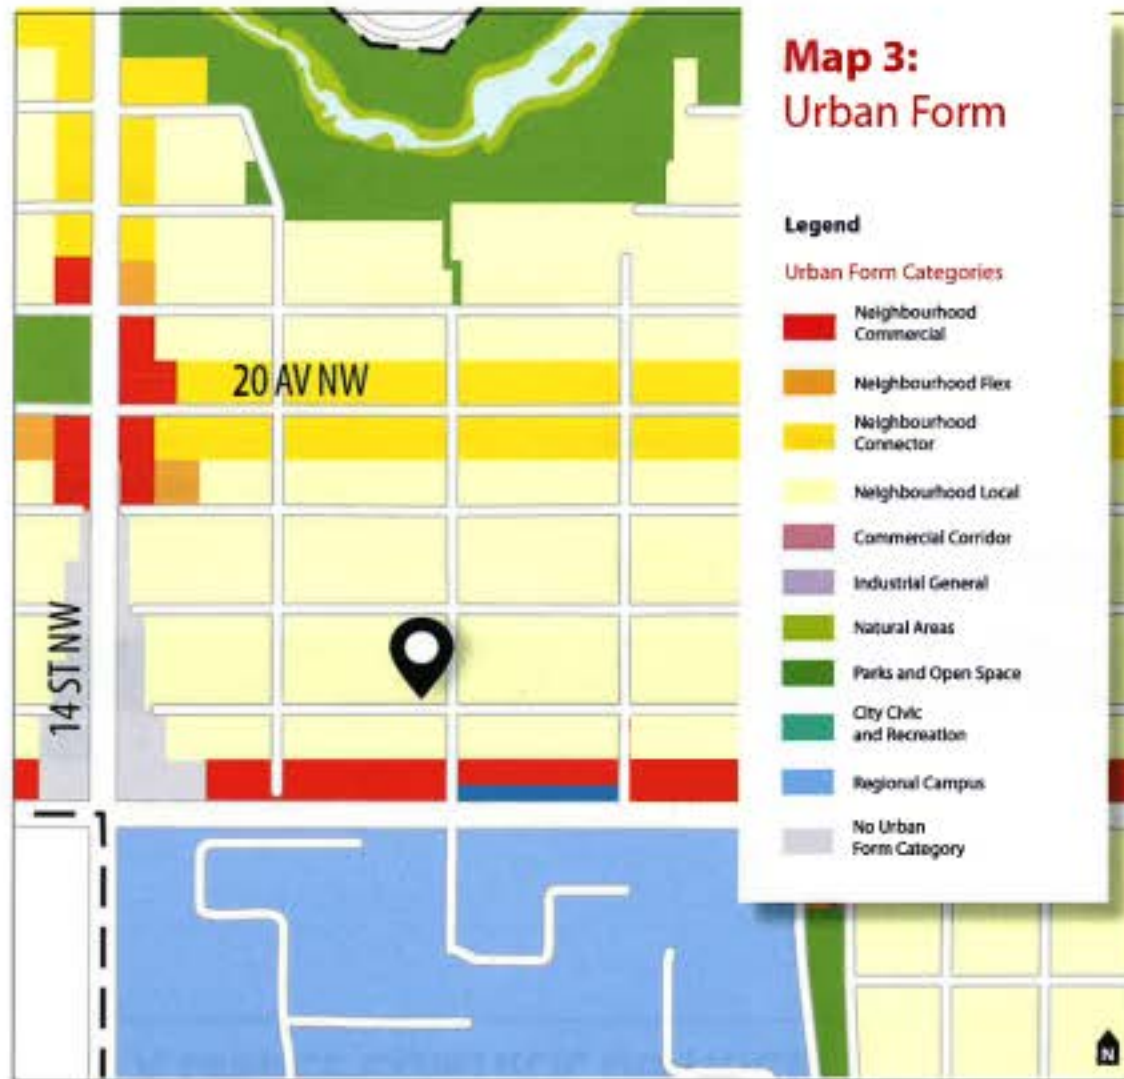 Map 3:
Urban Form
Legend
Urban Form Categories
Neighbourhood
Commercial
Neighbourhood Flex
Neighbourhood
Connector
Neighbourhood Local
Commercial Corridor
Industrial General
Natural Areas
Parks and Open Space
City Civic
and Recreation
Regional Campus
No Urban
Form Category
20 AV NW
14 ST NW
N